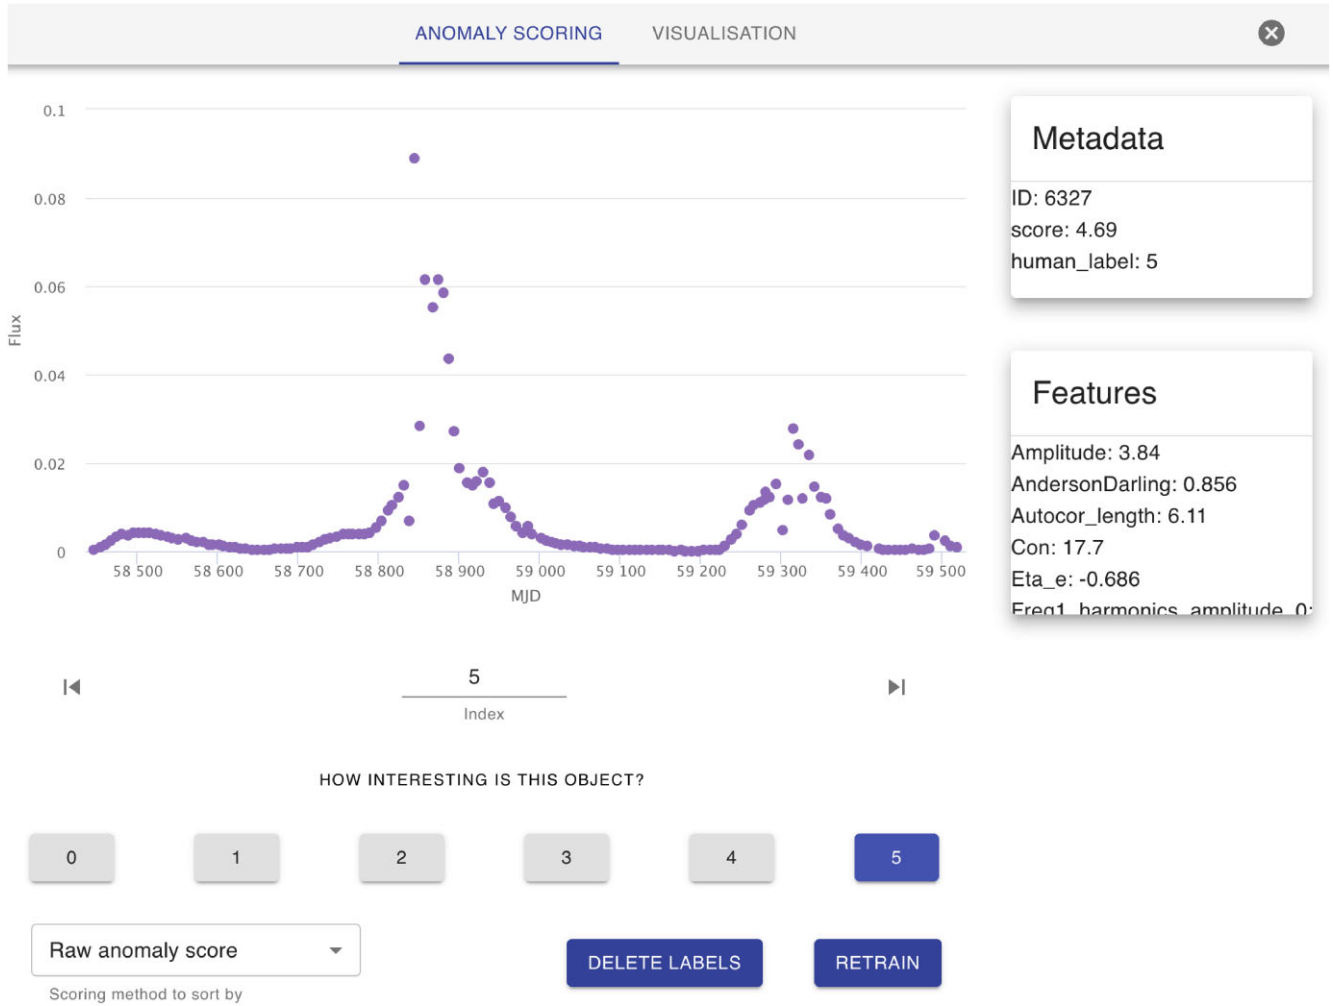 ANOMALY SCORING
VISUALISATION
0.1
0.08
0.06
0.04
0.02
0
Flux
58 500
58 600
58 700
58 800
58 900
59 000
59 100
59 200
59 300
59 400
59 500
MJD
Metadata
ID: 6327
score: 4.69
human_label: 5
Features
Amplitude: 3.84
AndersonDarling: 0.856
Autocor_length: 6.11
Con: 17.7
Eta_e: -0.686
Freq1_harmonics_amplitude_0:
5
Index
HOW INTERESTING IS THIS OBJECT?
0
1
2
3
4
5
Raw anomaly score
Scoring method to sort by
DELETE LABELS
RETRAIN